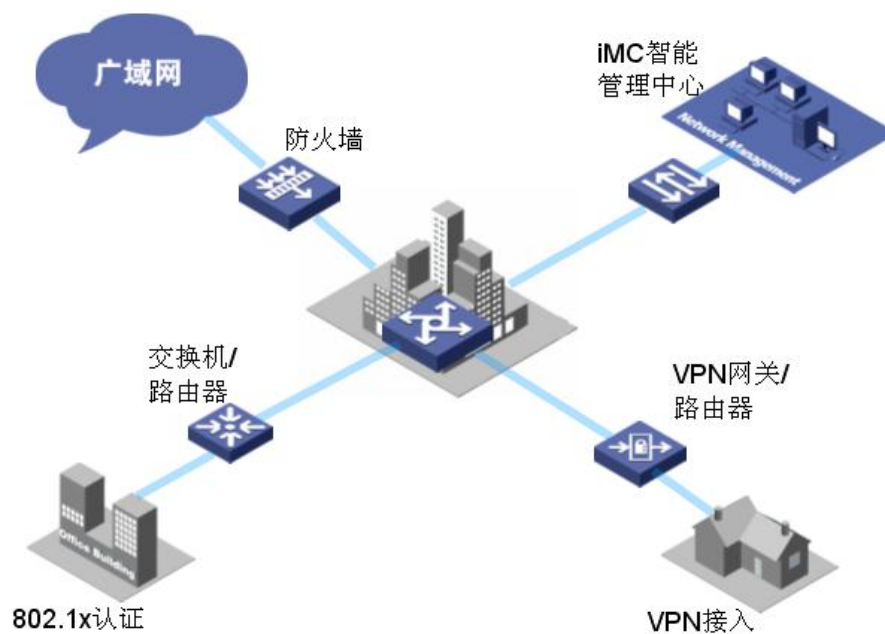 广域网
防火墙
iMC智能
管理中心
Network Management
交换机/
路由器
VPN网关/
路由器
Office Building
802.1x认证
VPN接入